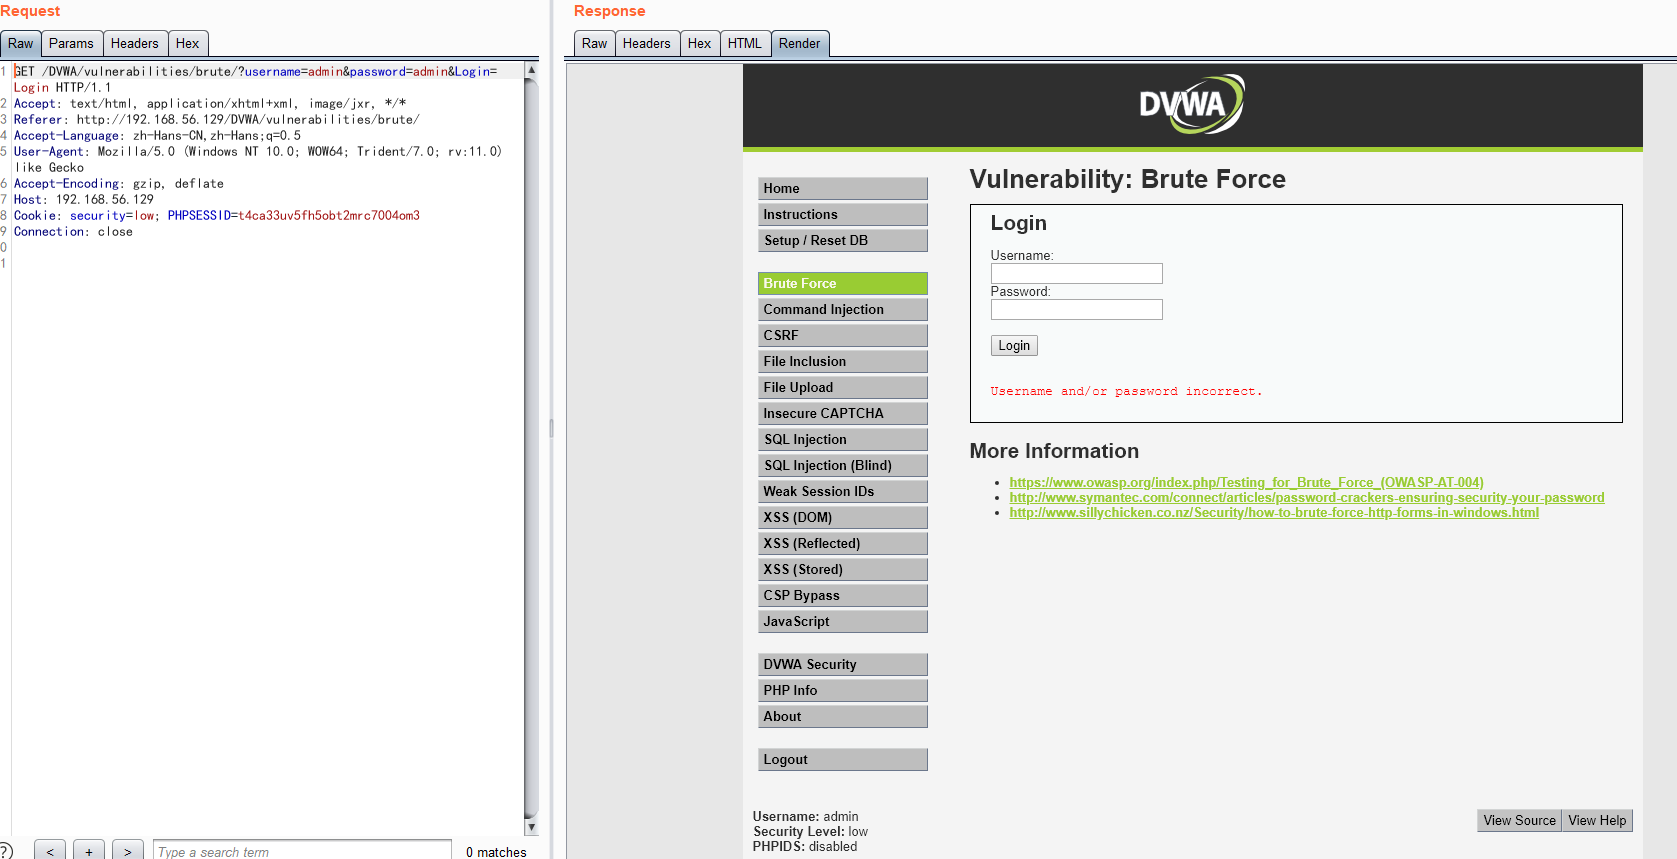 Request
Raw Params Headers Hex
1 GET /DVWA/vulnerabilities/brute/?username=admin&password=admin&Login=
Login HTTP/1.1
2 Accept: text/html, application/xhtml+xml, image/jxr, */*
3 Referer: http://192.168.56.129/DVWA/vulnerabilities/brute/
4 Accept-Language: zh-Hans-CN,zh-Hans;q=0.5
5 User-Agent: Mozilla/5.0 (Windows NT 10.0; WOW64; Trident/7.0; rv:11.0)
like Gecko
6 Accept-Encoding: gzip, deflate
7 Host: 192.168.56.129
8 Cookie: security=low; PHPSESSID=t4ca33uv5fh5obt2mrc7004om3
9 Connection: close
0
1
? < + > Type a search term 0 matches
Response
Raw Headers Hex HTML Render
DVWA
Home
Instructions
Setup / Reset DB
Brute Force
Command Injection
CSRF
File Inclusion
File Upload
Insecure CAPTCHA
SQL Injection
SQL Injection (Blind)
Weak Session IDs
XSS (DOM)
XSS (Reflected)
XSS (Stored)
CSP Bypass
JavaScript
DVWA Security
PHP Info
About
Logout
Vulnerability: Brute Force
Login
Username:
Password:
Login
Username and/or password incorrect.
More Information
https://www.owasp.org/index.php/Testing_for_Brute_Force_(OWASP-AT-004)
http://www.symantec.com/connect/articles/password-crackers-ensuring-security-your-password
http://www.sillychicken.co.nz/Security/how-to-brute-force-http-forms-in-windows.html
Username: admin
Security Level: low
PHPIDS: disabled
View Source View Help